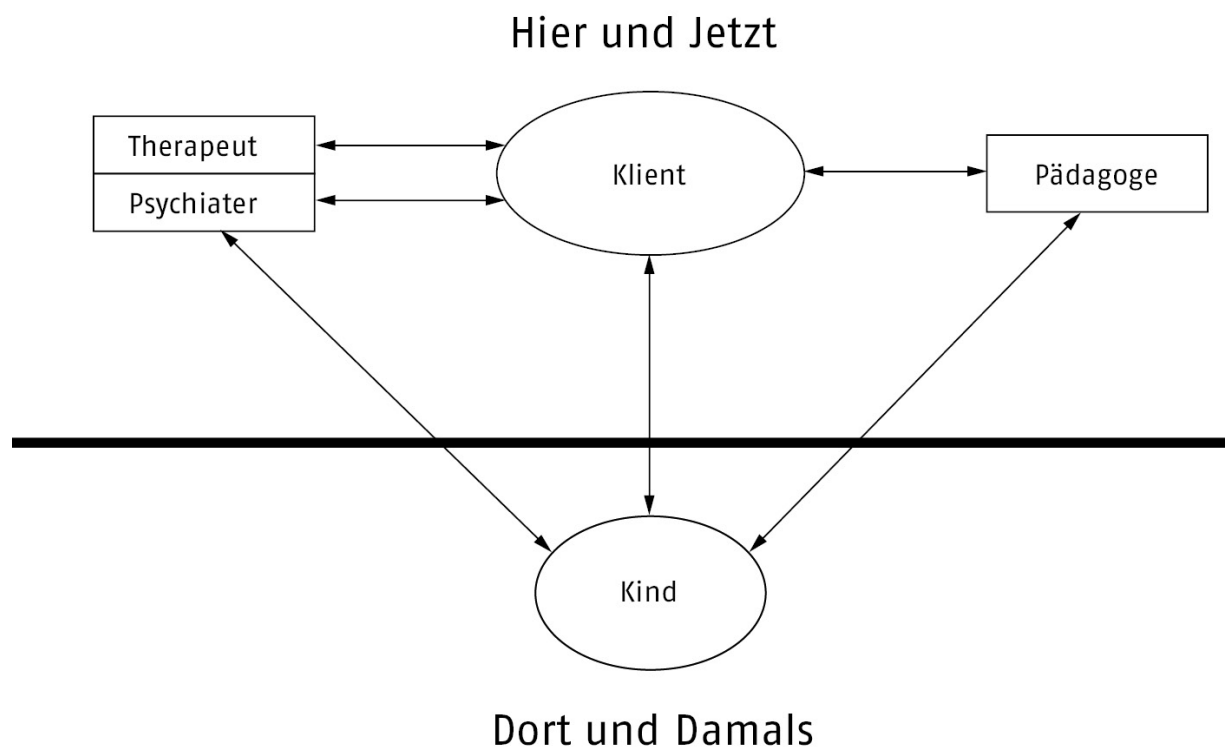 Hier und Jetzt
Therapeut
Psychiater
Klient
Pädagoge
Kind
Dort und Damals